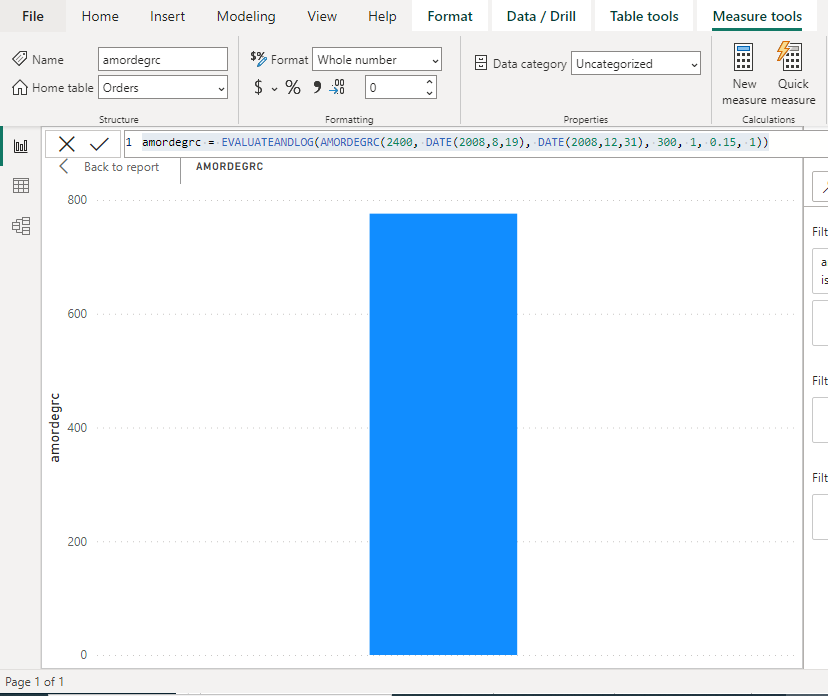 File Home Insert Modeling View Help Format Data / Drill Table tools Measure tools
Name amordegrc $% Format Whole number Data category Uncategorized New measure Quick measure
Home table Orders $ % 9 .00 0
Structure Formatting Properties Calculations
1 amordegrc = EVALUATEANDLOG(AMORDEGRC(2400, DATE(2008,8,19), DATE(2008,12,31), 300, 1, 0.15, 1))
Back to report AMORDEGRC
800
600
400
200
0
amordegrc
Filt
a
is
Filt
Filt
Page 1 of 1